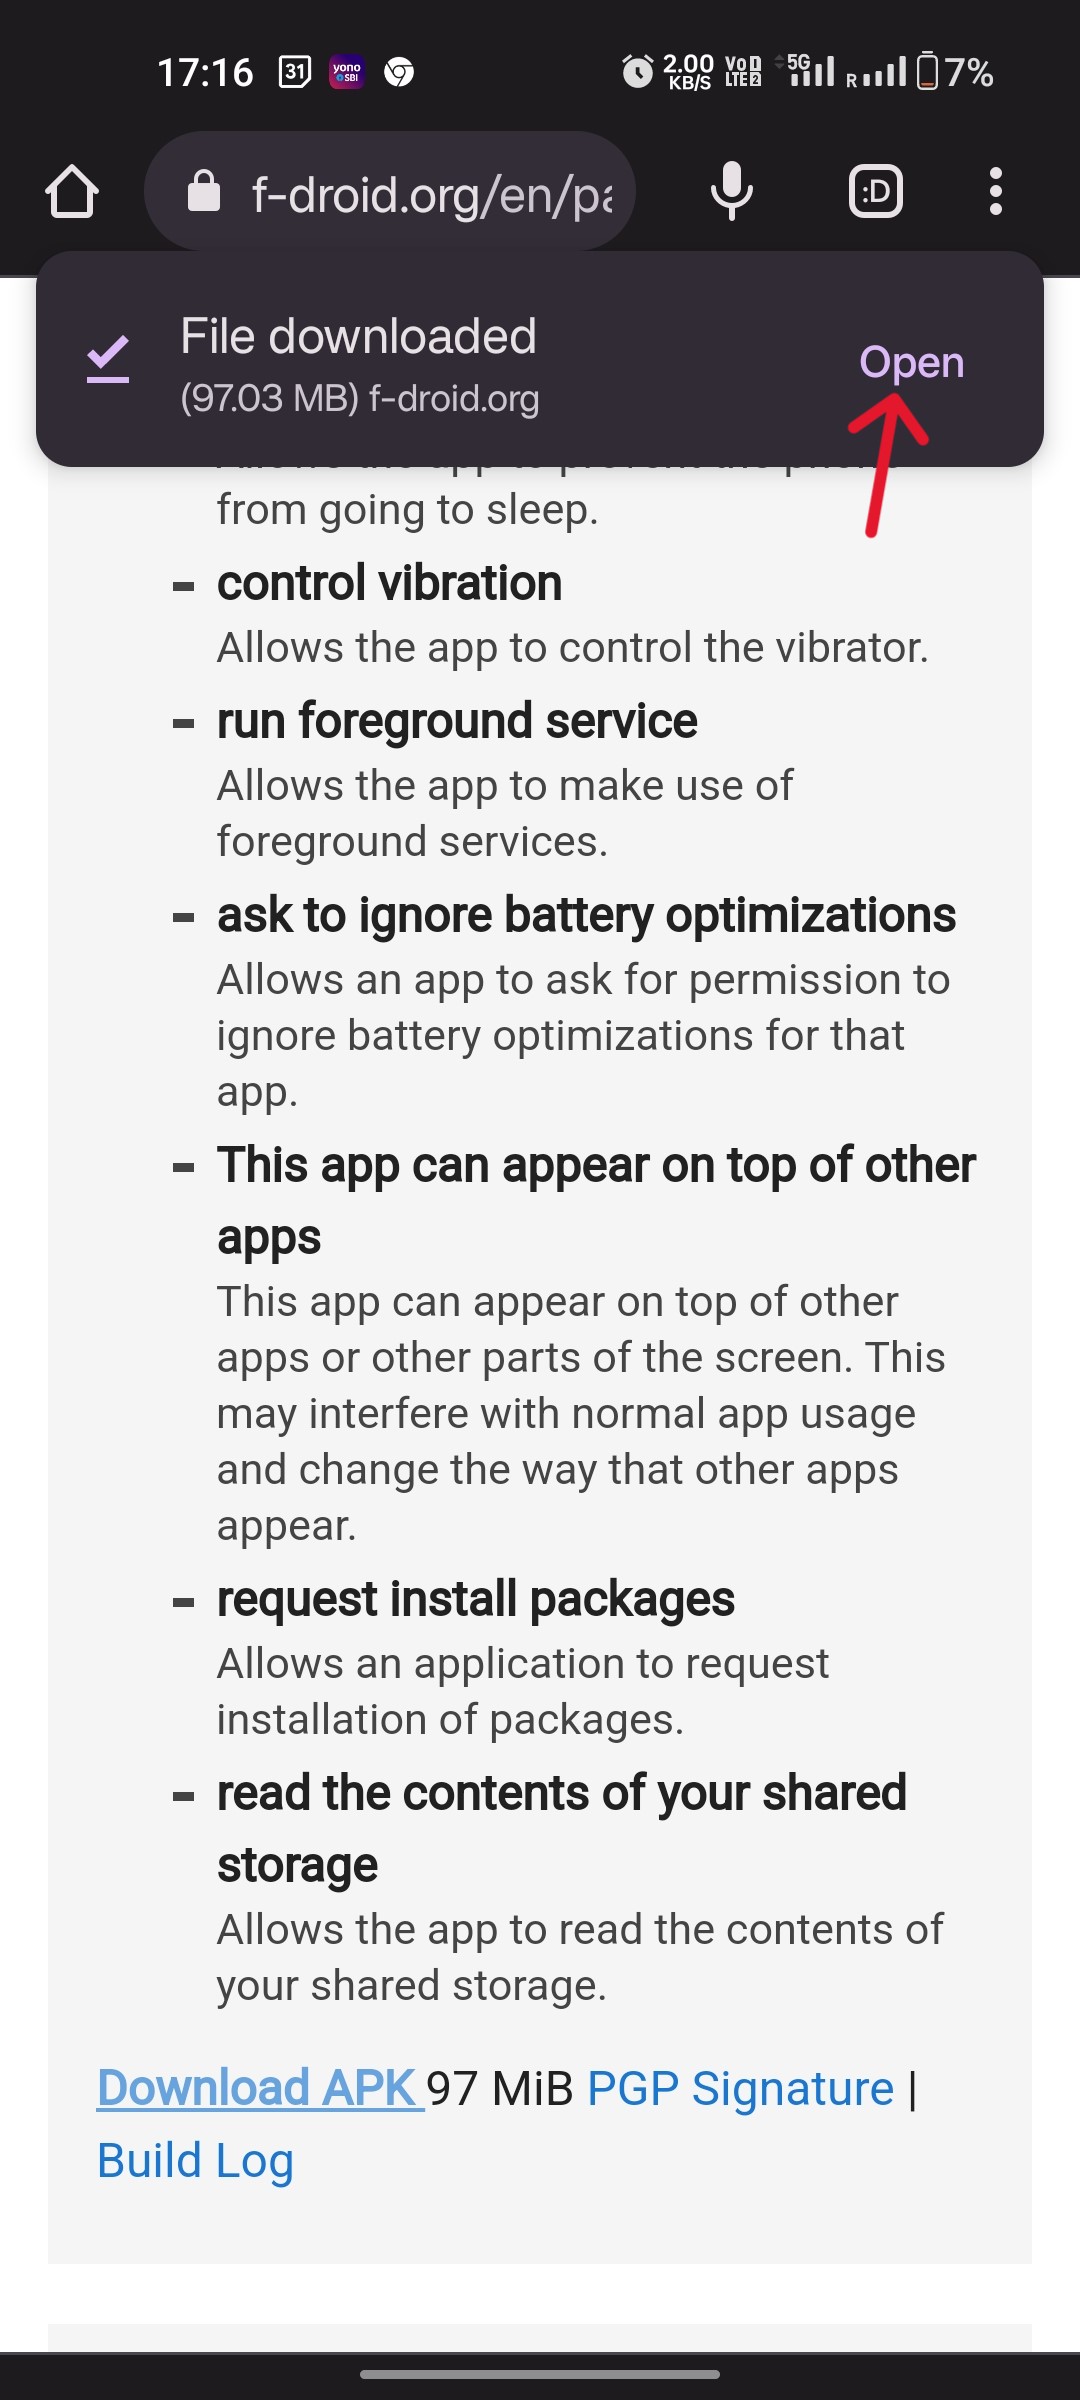 17:16 31 yono SBI 2.00 KB/S VoD 1 LTE 2 5G R 7%
f-droid.org/en/pa
:D
File downloaded
(97.03 MB) f-droid.org
Open
from going to sleep.
- control vibration
Allows the app to control the vibrator.
- run foreground service
Allows the app to make use of
foreground services.
- ask to ignore battery optimizations
Allows an app to ask for permission to
ignore battery optimizations for that
app.
- This app can appear on top of other
apps
This app can appear on top of other
apps or other parts of the screen. This
may interfere with normal app usage
and change the way that other apps
appear.
- request install packages
Allows an application to request
installation of packages.
- read the contents of your shared
storage
Allows the app to read the contents of
your shared storage.
Download APK 97 MiB PGP Signature |
Build Log